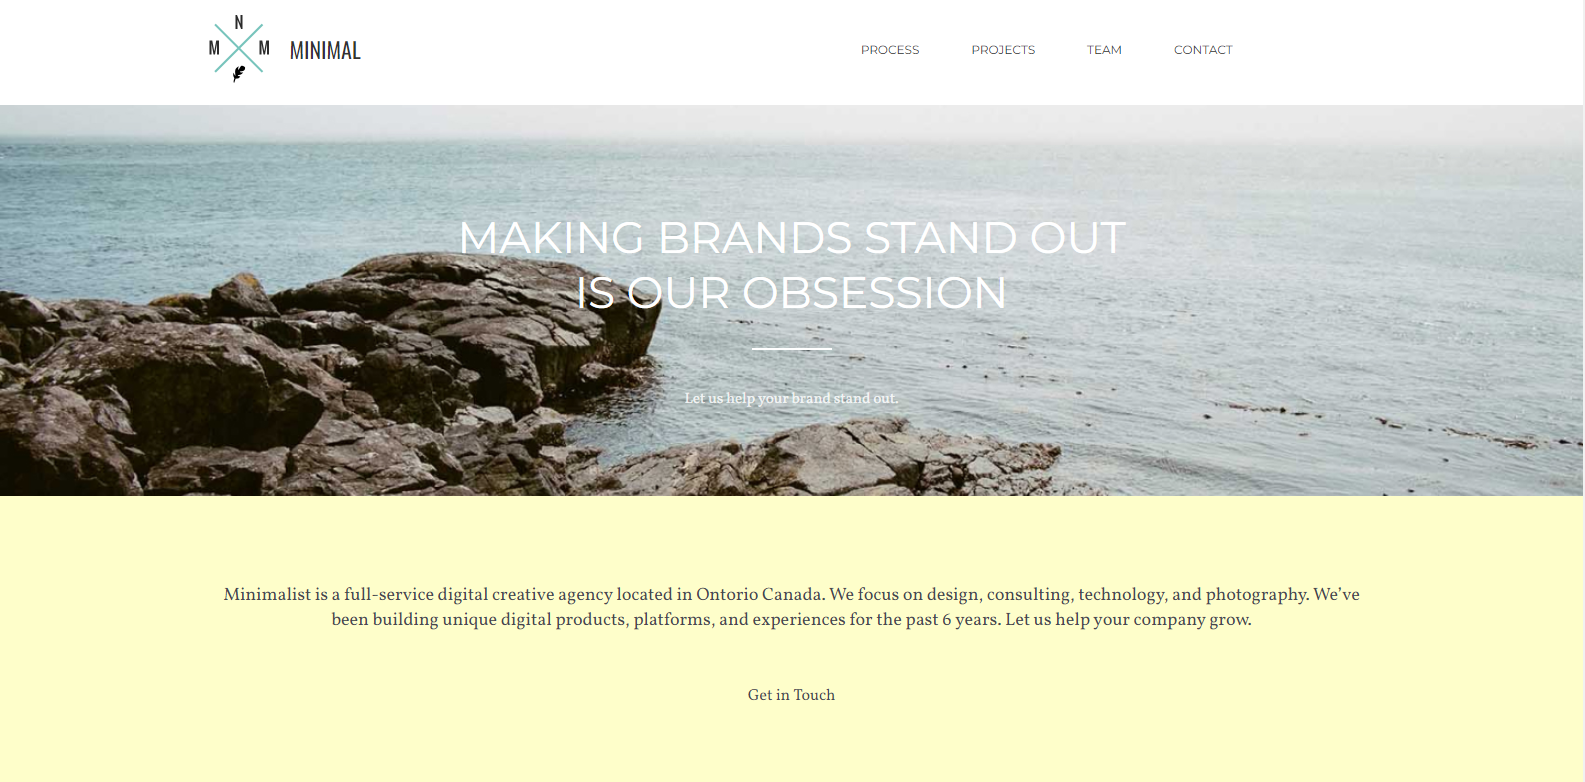 N
M M
MINIMAL
PROCESS PROJECTS TEAM CONTACT
MAKING BRANDS STAND OUT
IS OUR OBSESSION
Let us help your brand stand out.
Minimalist is a full-service digital creative agency located in Ontorio Canada. We focus on design, consulting, technology, and photography. We’ve
been building unique digital products, platforms, and experiences for the past 6 years. Let us help your company grow.
Get in Touch